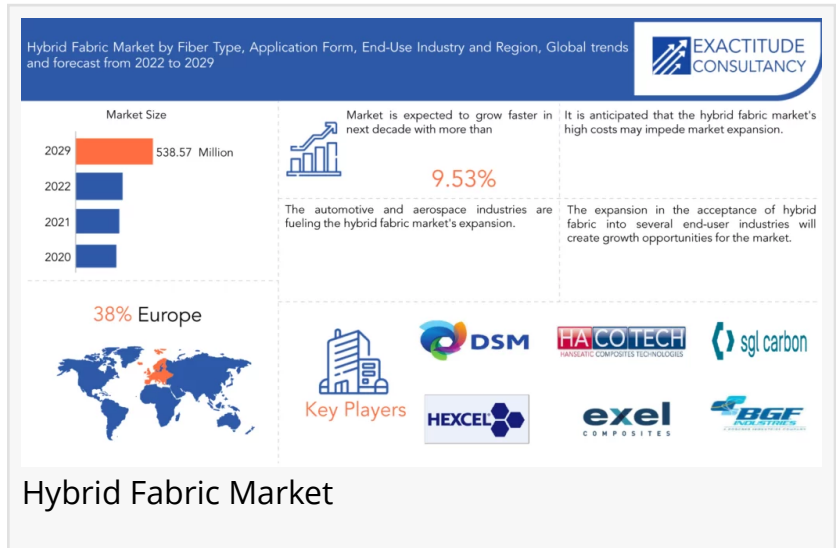 Hybrid Fabric Market by Fiber Type, Application Form, End-Use Industry and Region, Global trends
and forecast from 2022 to 2029
EXACTITUDE
CONSULTANCY
Market Size
2029
538.57 Million
2022
2021
2020
Market is expected to grow faster in
next decade with more than
9.53%
It is anticipated that the hybrid fabric market's
high costs may impede market expansion.
The automotive and aerospace industries are
fueling the hybrid fabric market's expansion.
The expansion in the acceptance of hybrid
fabric into several end-user industries will
create growth opportunities for the market.
38% Europe
Key Players
DSM
HACOTECH
HANSEATIC COMPOSITES TECHNOLOGIES
sgl carbon
HEXCEL
exel
COMPOSITES
BGF
INDUSTRIES
Hybrid Fabric Market